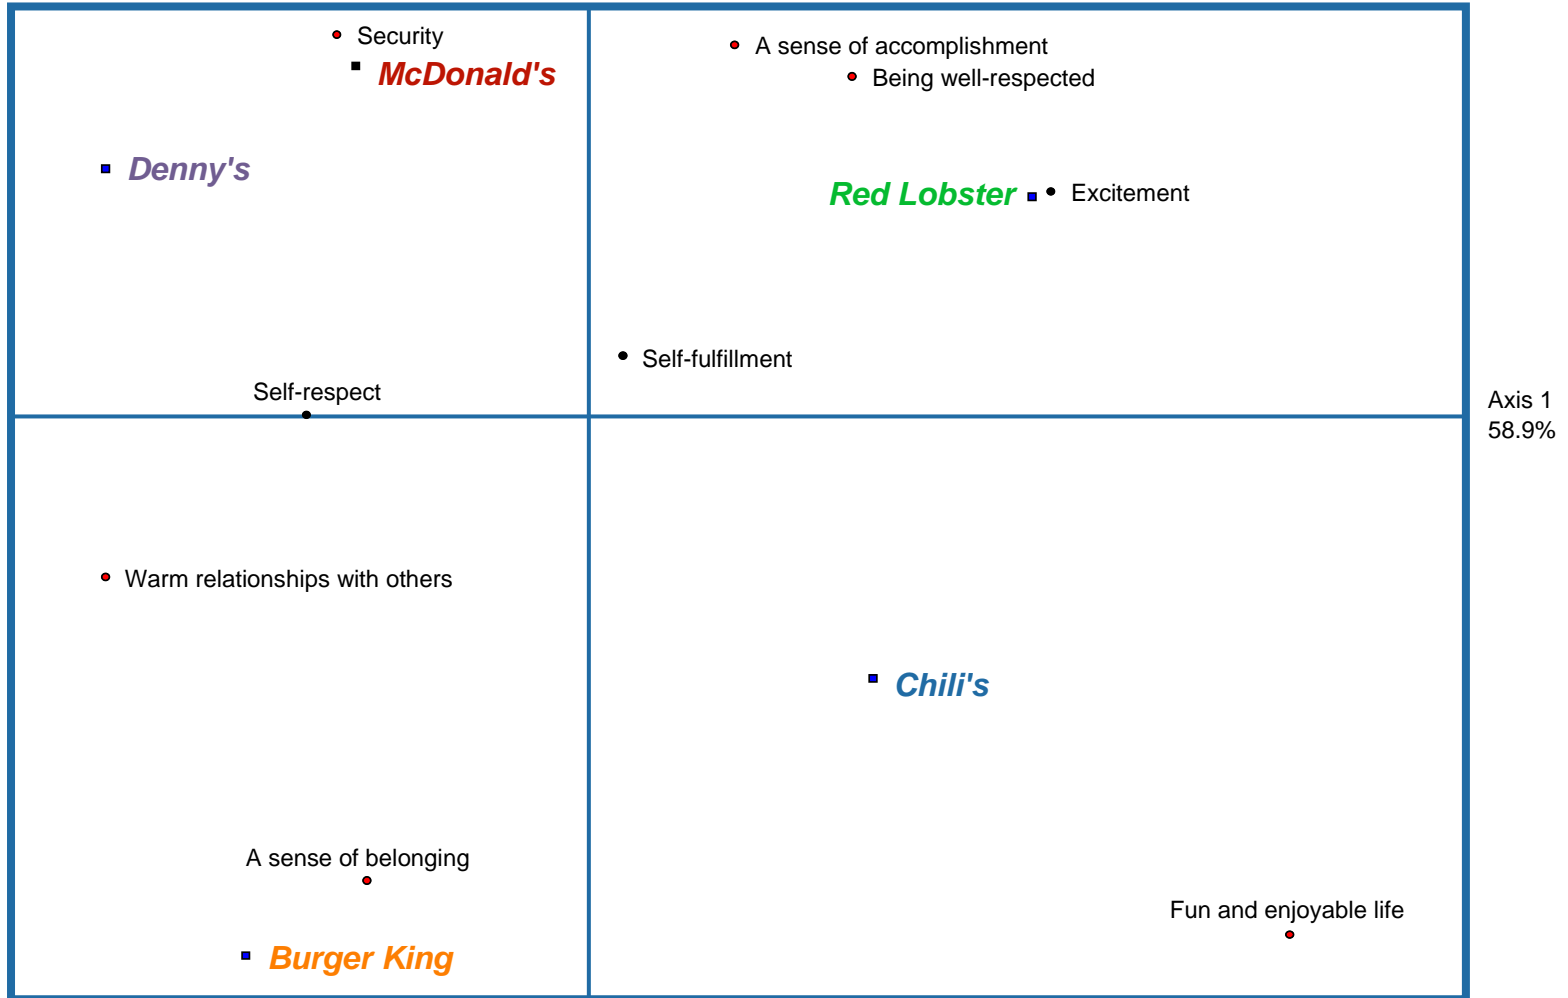 Security
McDonald's
A sense of accomplishment
Being well-respected
Denny's
Red Lobster
Excitement
Self-fulfillment
Self-respect
Axis 1
58.9%
Warm relationships with others
Chili's
A sense of belonging
Fun and enjoyable life
Burger King